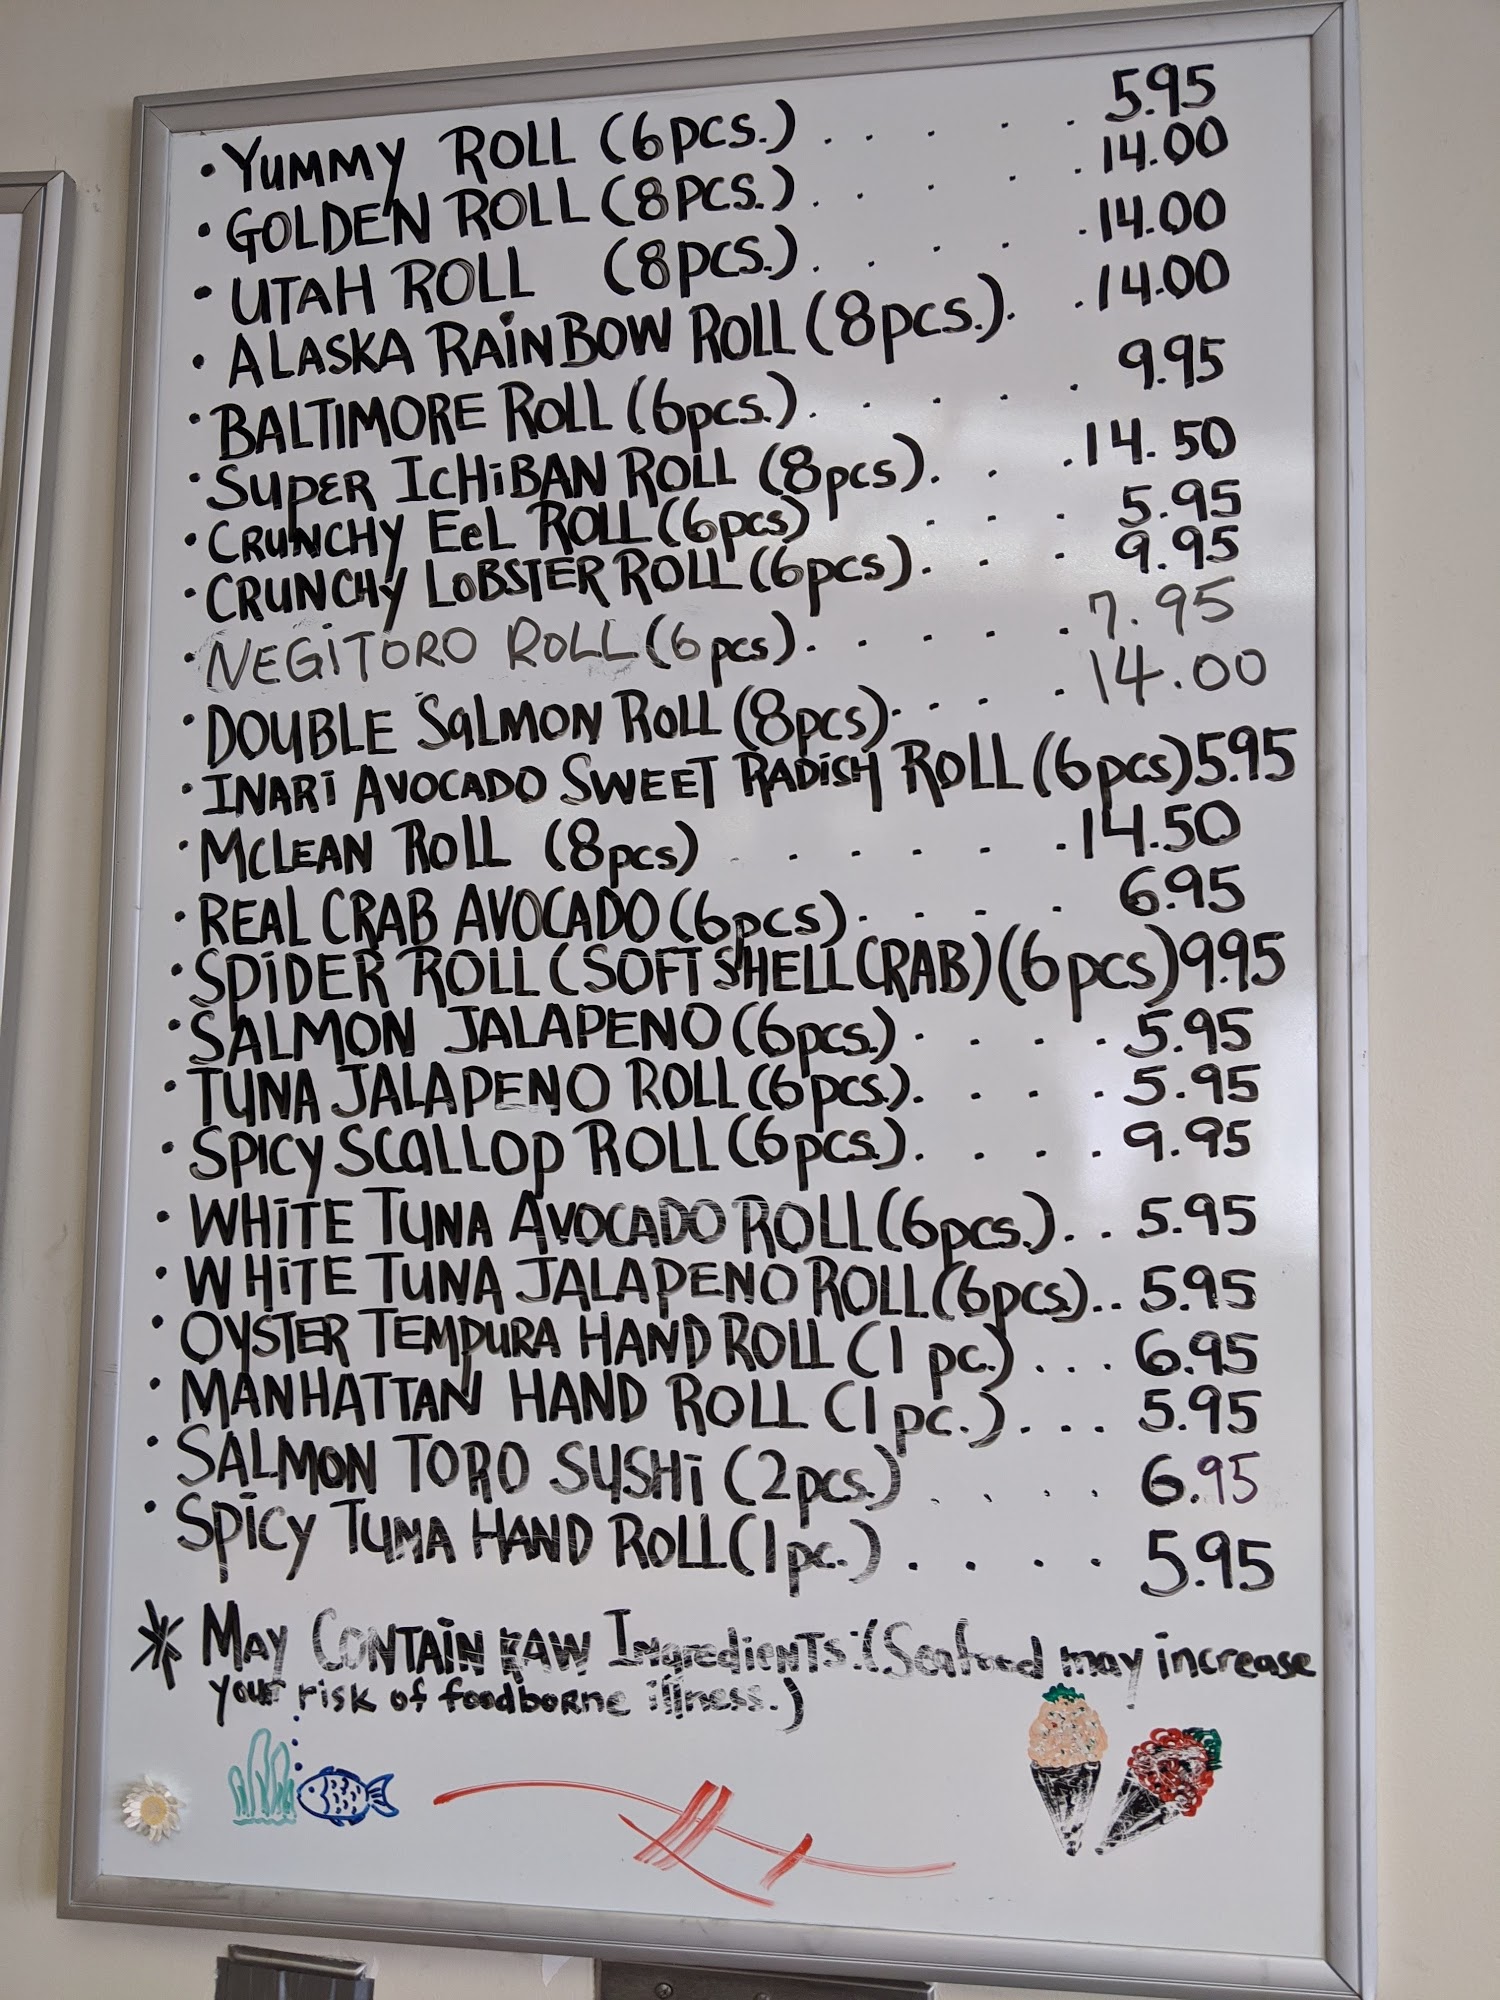 • YUMMY ROLL (6pcs.) . . . . 5.95
• GOLDEN ROLL (8PCS.) . . . . . 14.00
• UTAH ROLL (8pcs.) . . . . . 14.00
• ALASKA RAiNBOW ROLL (8pcs.) . . 14.00
• BALTIMORE ROLL (6pcs.) . . . . . 9.95
• SUPER ICHiBAN ROLL (8pcs) . . . 14.50
• CRUNCHY EeL ROLL (6pcs) . . . 5.95
• CRUNCHY LoBSTER ROLL (6pcs) . . . 9.95
• NEGiTORO ROLL (6pcs) . . . . . 7.95
• DOUBLE SaLMON ROLL (8pcs) . . . . 14.00
• INARi AVOCADO SWEET RADiSH ROLL (6pcs) 5.95
• McLEAN ROLL (8pcs) . . . . . . 14.50
• REAL CRAB AVOCADO (6pcs) . . . . 6.95
• SPiDER ROLL (SOFT SHELL CRAB) (6pcs) 9.95
• SALMON JALAPENO (6pcs.) . . . . 5.95
• TUNA JALAPENO ROLL (6pcs.) . . . . 5.95
• SPICY SCaLLOP ROLL (6pcs.) . . . . 9.95
• WHiTE TUNA AVOCADO ROLL (6pcs.) . . 5.95
• WHiTE TUNA JALAPENO ROLL (6pcs.) .. 5.95
• OYSTER TEMPURA HAND ROLL (1 pc.) ... 6.95
• MANHATTAN HAND ROLL (1pc.) ... 5.95
• SALMON TORO SUSHi (2pcs.) . . . . 6.95
• SPiCY TUNA HAND ROLL (1pc.) . . . . 5.95
* MAY CONTAiN RAW INgredieNTS: (Seafood may increase
your risk of foodborne illness.)